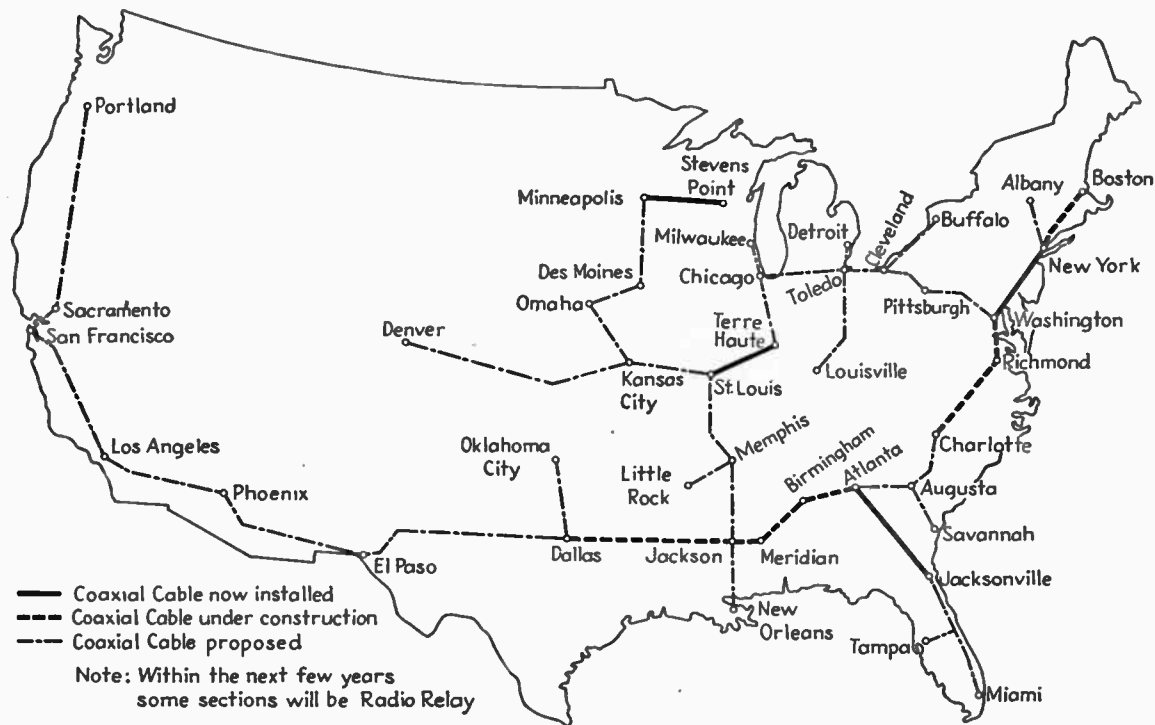 Portland
Stevens
Point
Minneapolis
Albany
Boston
Milwaukee
Detroit
Cleveland
Buffalo
Des Moines
Chicago
Toledo
New York
Omaha
Pittsburgh
Sacramento
San Francisco
Denver
Terre
Haute
Washington
Kansas
City
St. Louis
Louisville
Richmond
Los Angeles
Oklahoma
City
Memphis
Birmingham
Atlanta
Charlotte
Little
Rock
Phoenix
Augusta
Savannah
El Paso
Dallas
Jackson
Meridian
Jacksonville
New
Orleans
Tampa
Miami
Coaxial Cable now installed
Coaxial Cable under construction
Coaxial Cable proposed
Note: Within the next few years
some sections will be Radio Relay